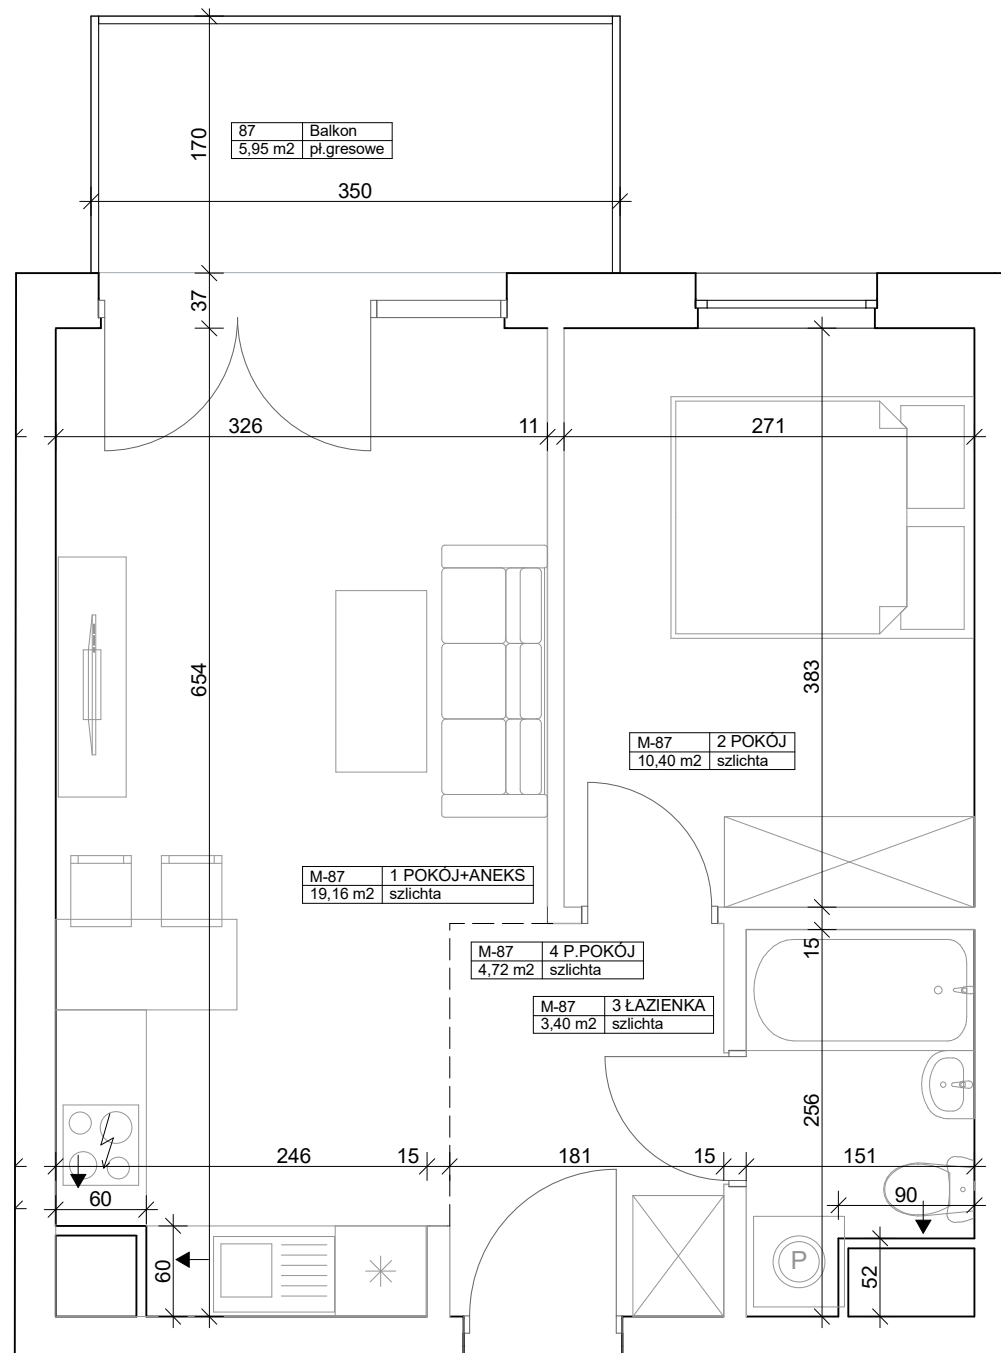 170
87 Balkon
5,95 m2 pł.gresowe
350
37
326
11
271
654
383
M-87 2 POKÓJ
10,40 m2 szlichta
M-87 1 POKÓJ+ANEKS
19,16 m2 szlichta
M-87 4 P.POKÓJ
4,72 m2 szlichta
15
M-87 3 ŁAZIENKA
3,40 m2 szlichta
256
246
15
181
15
151
60
90
60
P
52